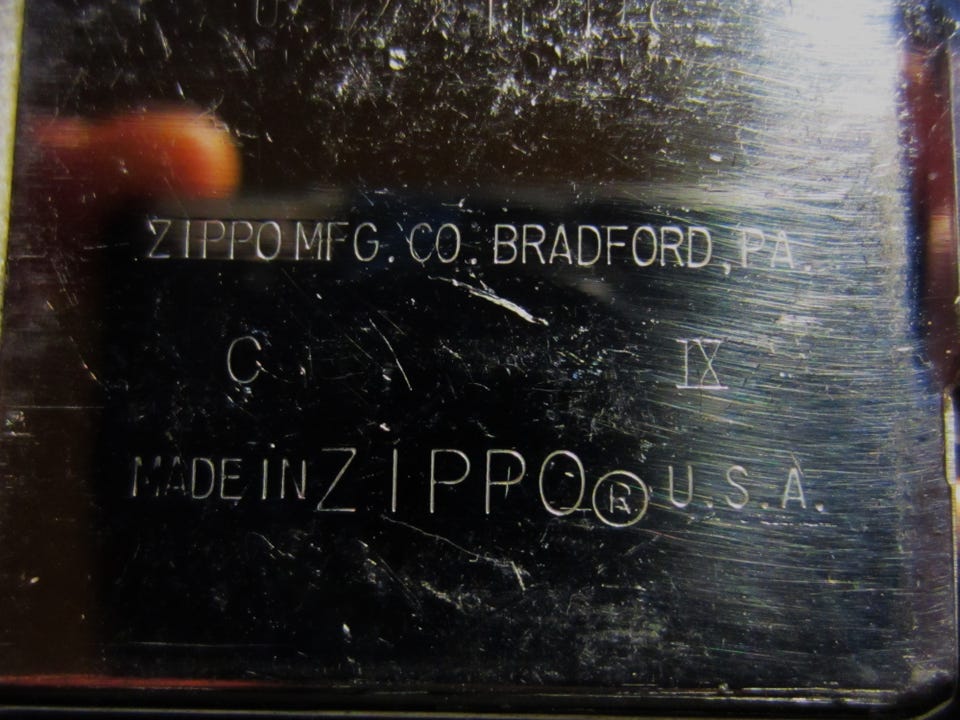 ZIPPO MFG. CO. BRADFORD, PA.
C IX
MADE IN ZIPPO® U.S.A.